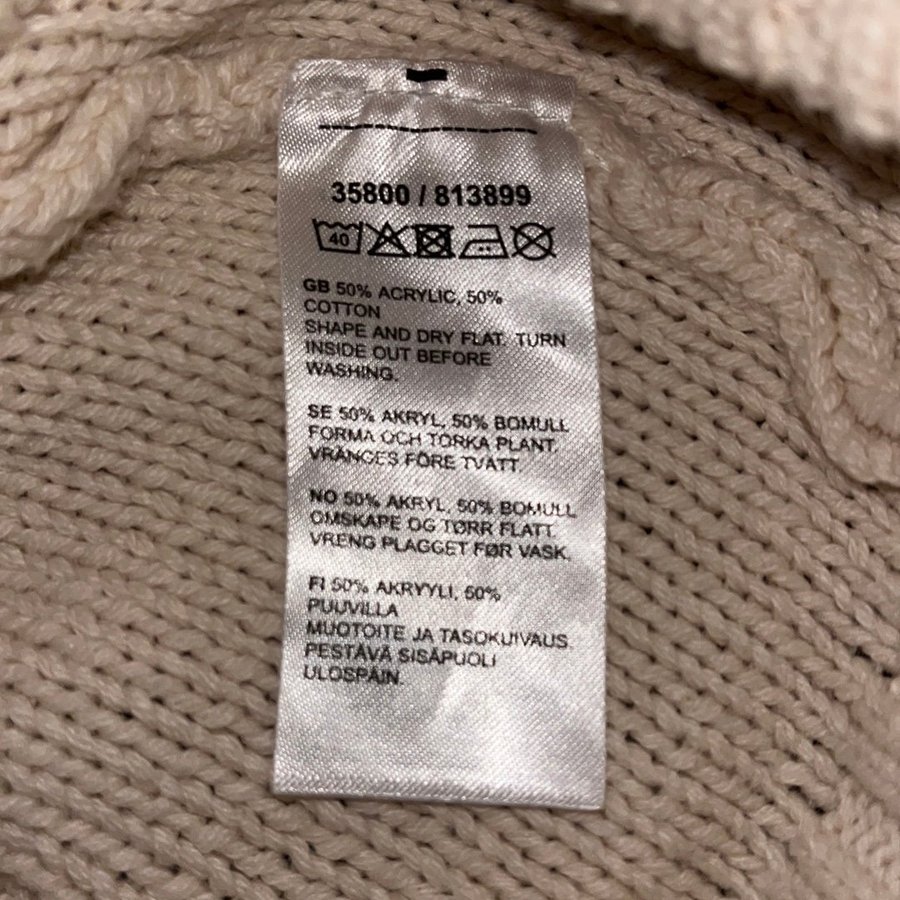 35800 / 813899
40
GB 50% ACRYLIC, 50%
COTTON
SHAPE AND DRY FLAT. TURN
INSIDE OUT BEFORE
WASHING.
SE 50% AKRYL, 50% BOMULL
FORMA OCH TORKA PLANT.
VRÄNGES FÖRE TVÄTT.
NO 50% AKRYL, 50% BOMULL
OMSKAPE OG TØRR FLATT.
VRENG PLAGGET FØR VASK.
FI 50% AKRYYLI, 50%
PUUVILLA
MUOTOITE JA TASOKUIVAUS.
PESTÄVÄ SISÄPUOLI
ULOSPÄIN.